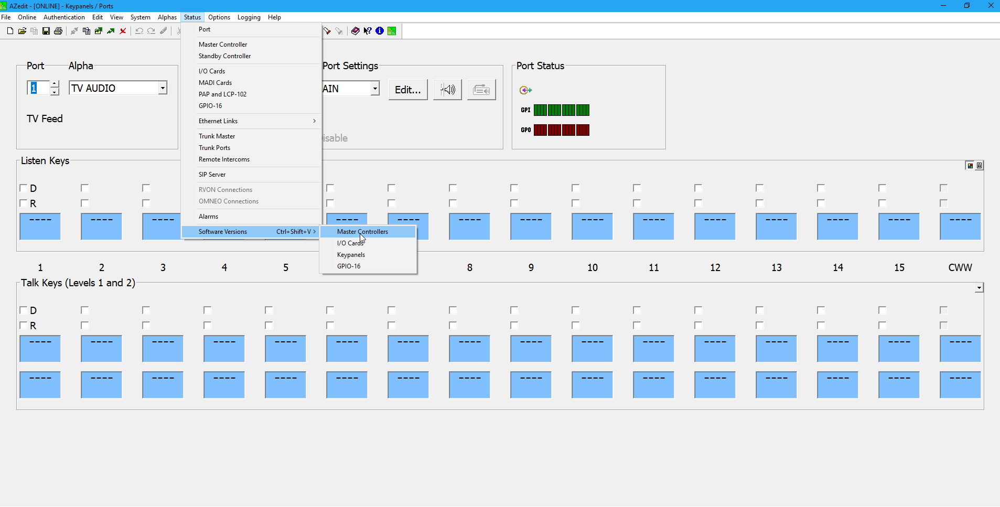 AZedit - [ONLINE] - Keypanels / Ports
File Online Authentication Edit View System Alphas Status Options Logging Help
Port
Master Controller
Standby Controller
I/O Cards
MADI Cards
PAP and LCP-102
GPIO-16
Ethernet Links
Trunk Master
Trunk Ports
Remote Intercoms
SIP Server
RVON Connections
OMNEO Connections
Alarms
Software Versions Ctrl+Shift+V
Master Controllers
I/O Cards
Keypanels
GPIO-16
Port Alpha
1 TV AUDIO
TV Feed
Port Settings
AIN Edit...
isable
Port Status
GPI
GPO
Listen Keys
D
R
---- ---- ---- ---- ---- ---- ---- ---- ---- ---- ---- ---- ---- ----
1 2 3 4 5 8 9 10 11 12 13 14 15 CWW
Talk Keys (Levels 1 and 2)
D
R
---- ---- ---- ---- ---- ---- ---- ---- ---- ---- ---- ---- ---- ---- ---- ----
---- ---- ---- ---- ---- ---- ---- ---- ---- ---- ---- ---- ---- ---- ---- ----